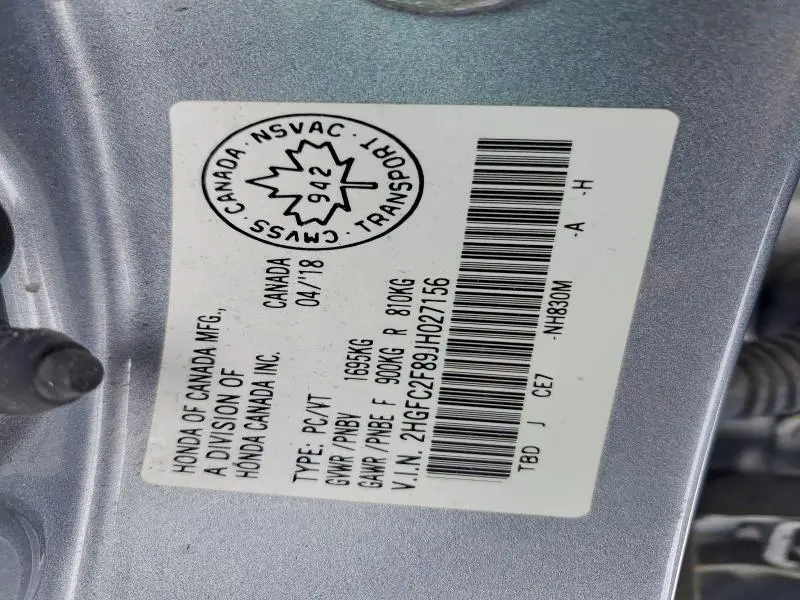 HONDA OF CANADA MFG.,
A DIVISION OF
HONDA CANADA INC.
CANADA
04/'18
CMVSS · CANADA · NSVAC · TRANSPORT ·
942
TYPE: PC/VT
GVWR/PNBV 1695KG
GAWR/PNBE F 900KG R 810KG
V.I.N. 2HGFC2F89JH027156
TBD J CE7 -NH830M -A -H